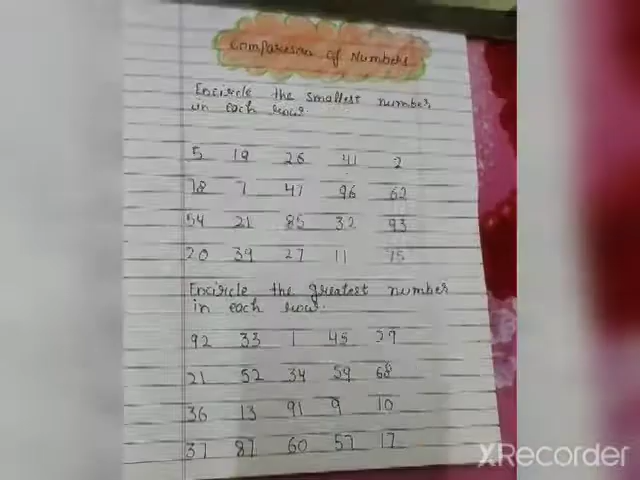 Comparison of Numbers
Encircle the smallest number
in each row.
5 19 26 41 2
78 7 47 96 62
54 21 85 32 93
20 39 27 11 15
Encircle the greatest number
in each row.
92 33 1 45 29
21 52 34 59 68
36 13 91 9 10
37 87 60 57 17
XRecorder